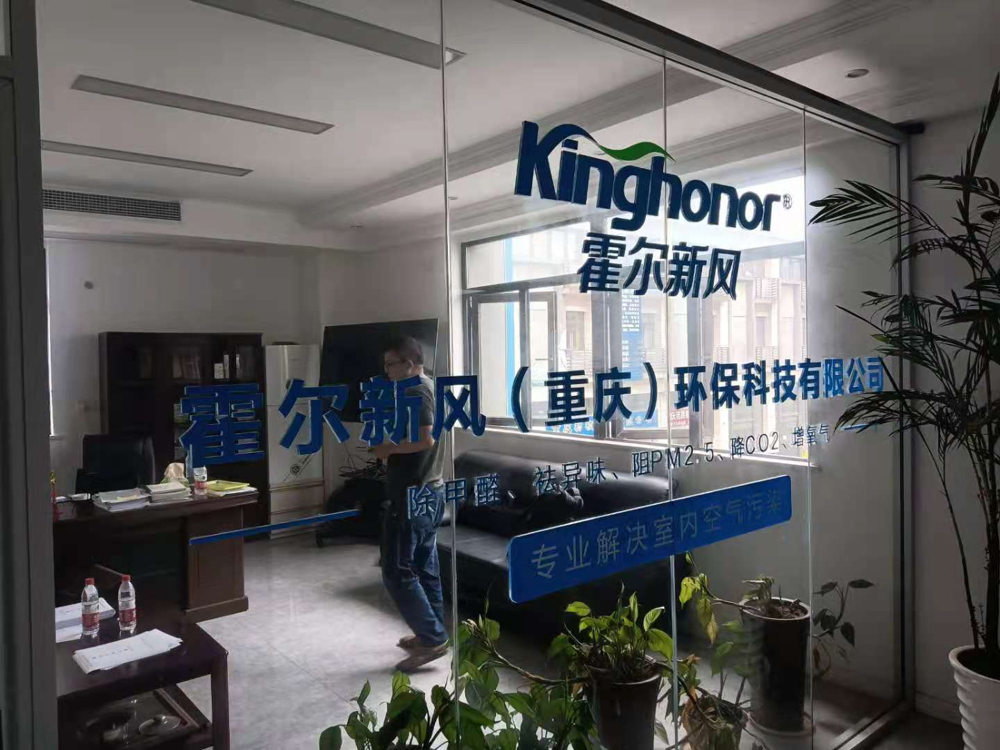 Kinghonor®
霍尔新风
霍尔新风（重庆）环保科技有限公司
除甲醛、祛异味、阻PM2.5、降CO2、增氧气
专业解决室内空气污染